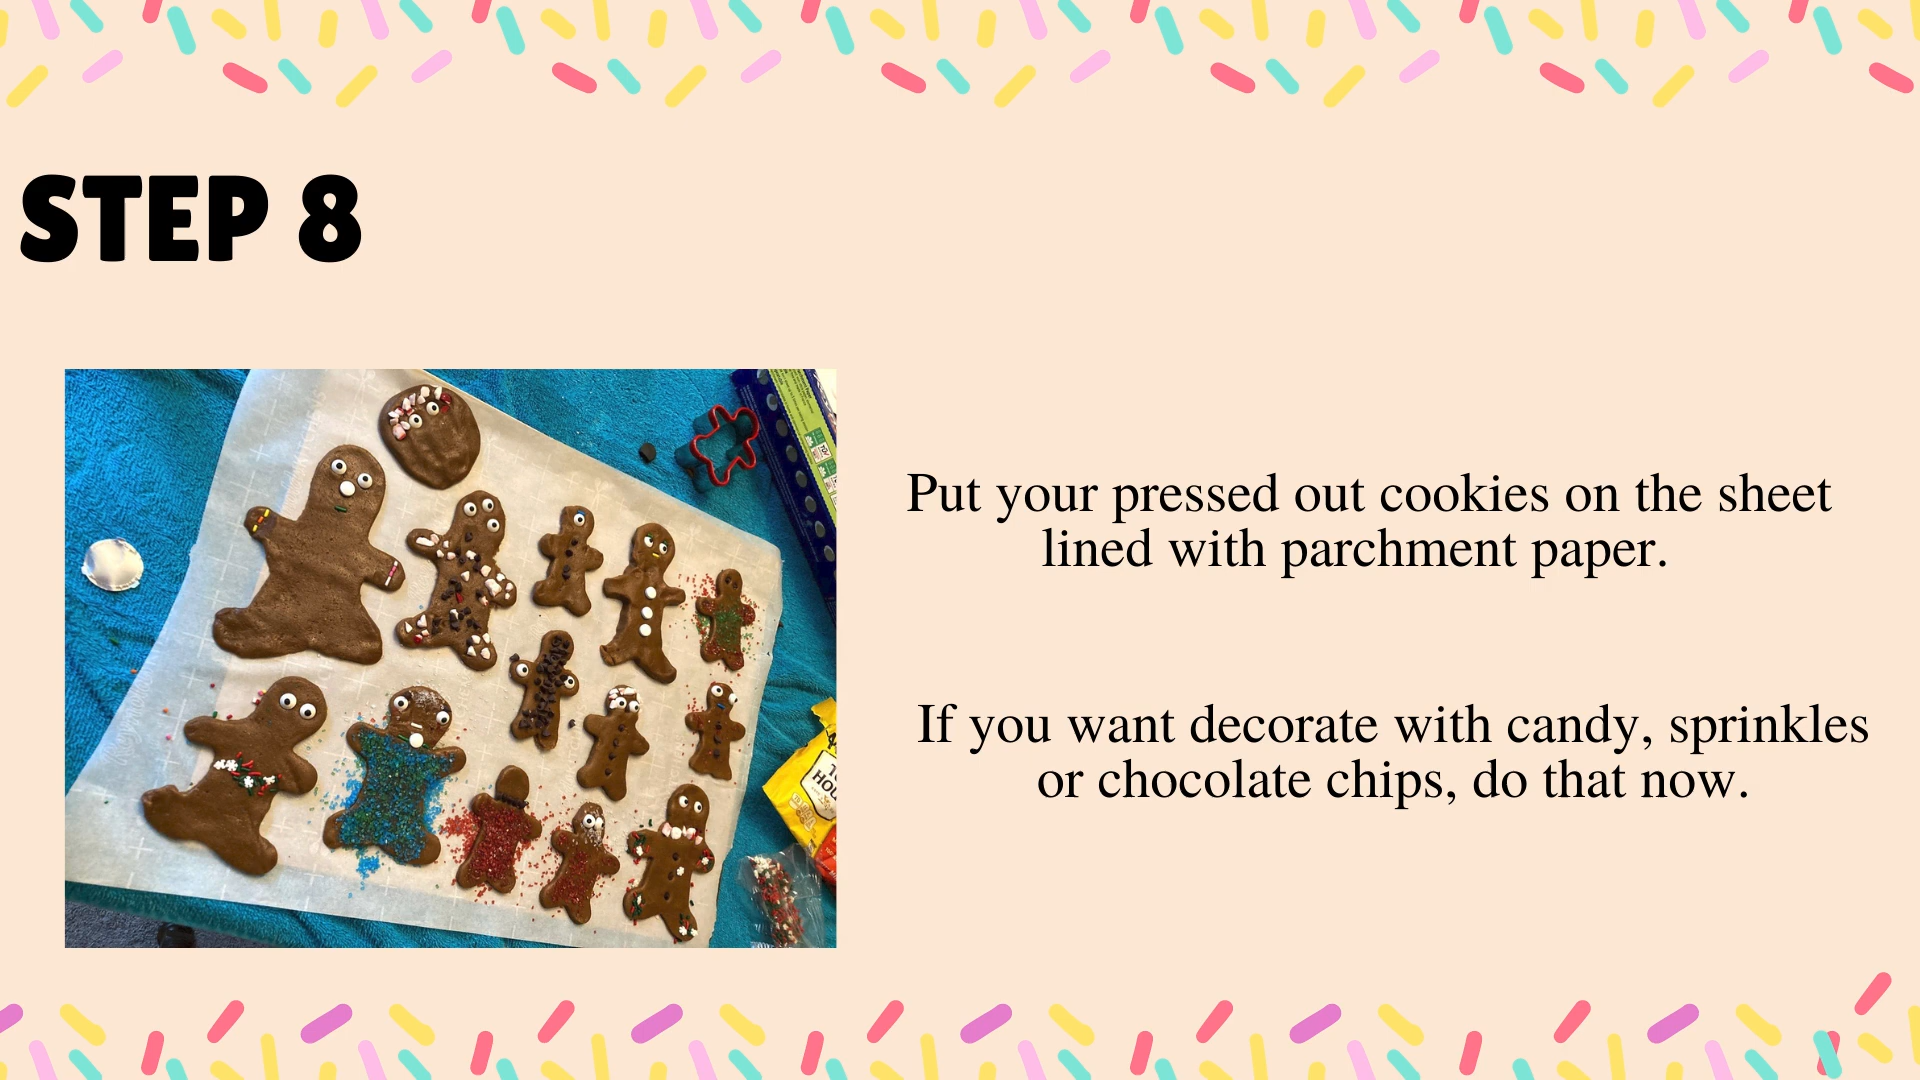 STEP 8
Put your pressed out cookies on the sheet
lined with parchment paper.
If you want decorate with candy, sprinkles
or chocolate chips, do that now.